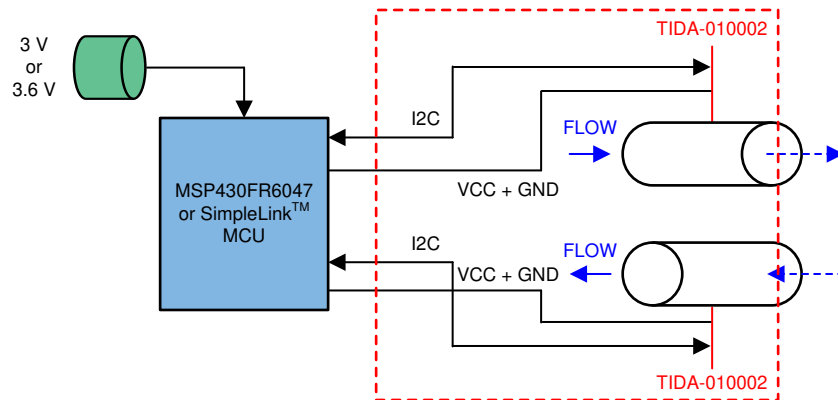 TIDA-010002
3 V
or
3.6 V
I2C
FLOW
MSP430FR6047
or SimpleLink™
MCU
VCC + GND
I2C
FLOW
VCC + GND
TIDA-010002